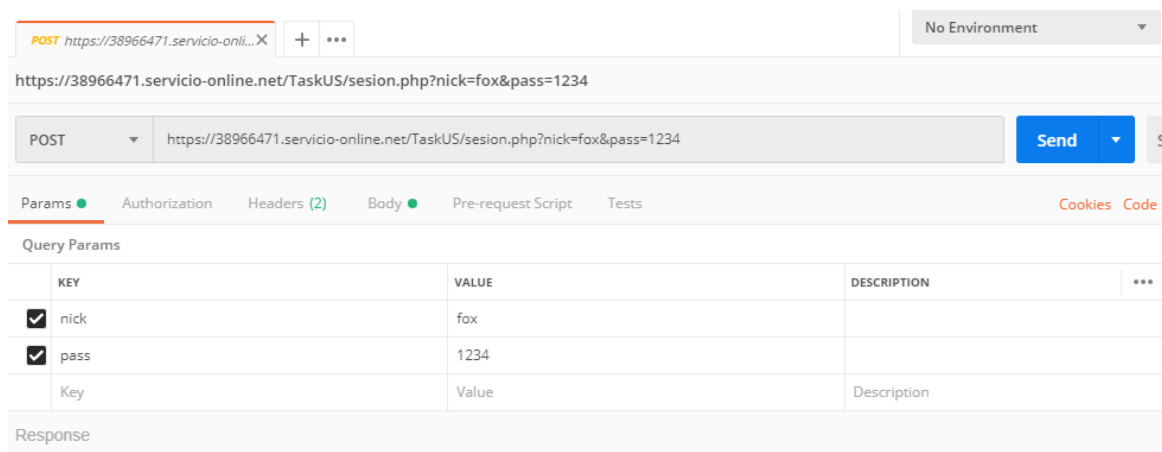 POST https://38966471.servicio-onli... No Environment
https://38966471.servicio-online.net/TaskUS/sesion.php?nick=fox&pass=1234
POST https://38966471.servicio-online.net/TaskUS/sesion.php?nick=fox&pass=1234 Send
Params Authorization Headers (2) Body Pre-request Script Tests Cookies Code
Query Params
KEY VALUE DESCRIPTION
nick fox
pass 1234
Key Value Description
Response